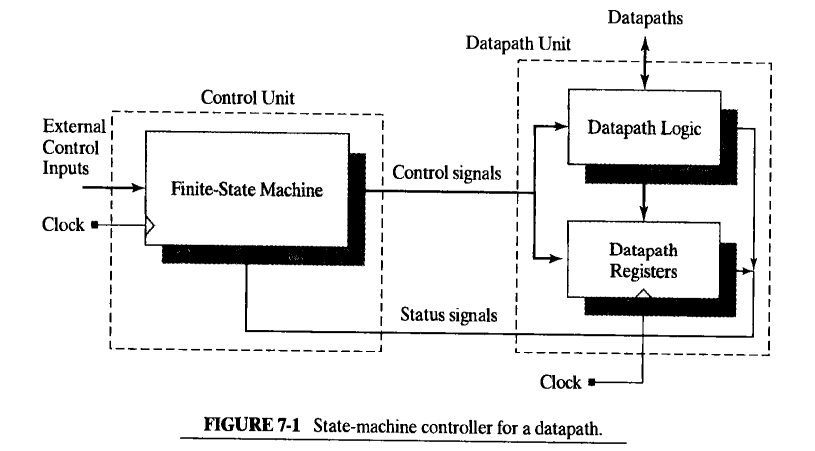 Datapaths
Datapath Unit
Control Unit
External
Control
Inputs
Datapath Logic
Control signals
Finite-State Machine
Clock
Datapath
Registers
Status signals
Clock
FIGURE 7-1 State-machine controller for a datapath.